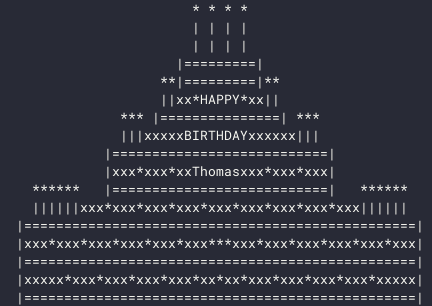 * * * *
| | | |
| | | |
|=========|
**|=========|**
||xx*HAPPY*xx||
*** |===============| ***
|||xxxxxBIRTHDAYxxxxxx|||
|===========================|
|xxx*xxx*xxThomasxxx*xxx*xxx|
****** |===========================| ******
||||||xxx*xxx*xxx*xxx*xxx*xxx*xxx*xxx*xxx||||||
|=================================================|
|xxx*xxx*xxx*xxx*xxx*xxx***xxx*xxx*xxx*xxx*xxx*xxx|
|=================================================|
|xxxxx*xxx*xxx*xxx*xxx*xx*xx*xxx*xxx*xxx*xxx*xxxxx|
|=================================================|